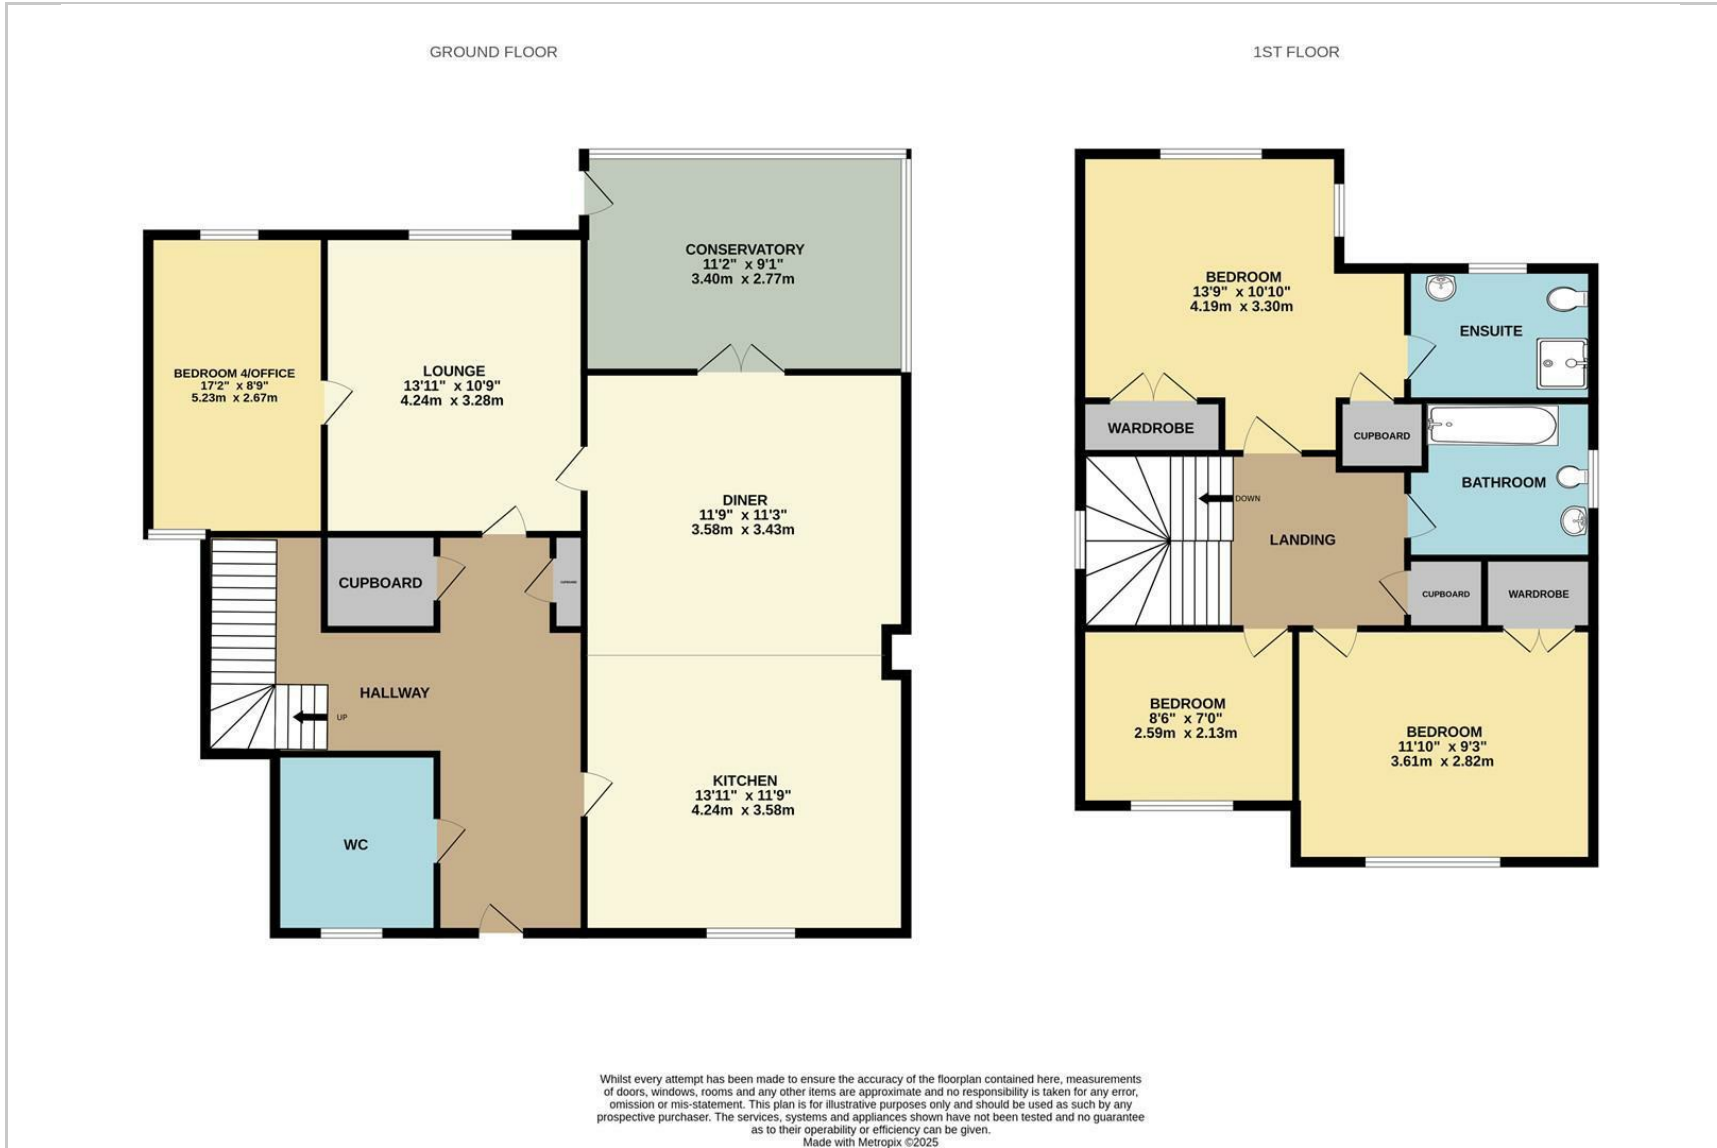 GROUND FLOOR
1ST FLOOR
CONSERVATORY
11'2" x 9'1"
3.40m x 2.77m
BEDROOM 4/OFFICE
17'2" x 8'9"
5.23m x 2.67m
LOUNGE
13'11" x 10'9"
4.24m x 3.28m
DINER
11'9" x 11'3"
3.58m x 3.43m
CUPBOARD
HALLWAY
UP
KITCHEN
13'11" x 11'9"
4.24m x 3.58m
WC
BEDROOM
13'9" x 10'10"
4.19m x 3.30m
ENSUITE
WARDROBE
CUPBOARD
BATHROOM
DOWN
LANDING
CUPBOARD
WARDROBE
BEDROOM
8'6" x 7'0"
2.59m x 2.13m
BEDROOM
11'10" x 9'3"
3.61m x 2.82m
Whilst every attempt has been made to ensure the accuracy of the floorplan contained here, measurements
of doors, windows, rooms and any other items are approximate and no responsibility is taken for any error,
omission or mis-statement. This plan is for illustrative purposes only and should be used as such by any
prospective purchaser. The services, systems and appliances shown have not been tested and no guarantee
as to their operability or efficiency can be given.
Made with Metropix ©2025